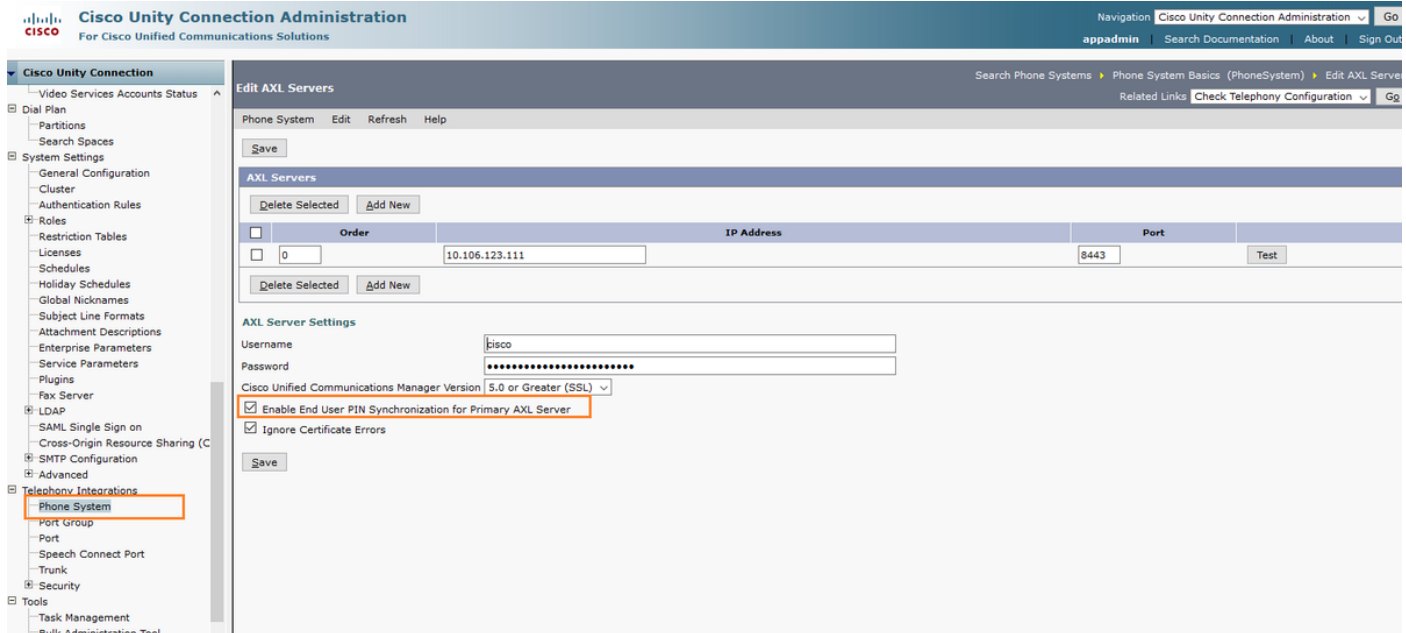 Cisco Unity Connection Administration
For Cisco Unified Communications Solutions
CISCO
Navigation Cisco Unity Connection Administration Go
appadmin | Search Documentation | About | Sign Out
Cisco Unity Connection
Video Services Accounts Status
Dial Plan
Partitions
Search Spaces
System Settings
General Configuration
Cluster
Authentication Rules
Roles
Restriction Tables
Licenses
Schedules
Holiday Schedules
Global Nicknames
Subject Line Formats
Attachment Descriptions
Enterprise Parameters
Service Parameters
Plugins
Fax Server
LDAP
SAML Single Sign on
Cross-Origin Resource Sharing (C
SMTP Configuration
Advanced
Telephony Integrations
Phone System
Port Group
Port
Speech Connect Port
Trunk
Security
Tools
Task Management
Bulk Administration Tool
Edit AXL Servers
Search Phone Systems Phone System Basics (PhoneSystem) Edit AXL Server
Related Links Check Telephony Configuration Go
Phone System Edit Refresh Help
Save
AXL Servers
Delete Selected Add New
Order IP Address Port
0 10.106.123.111 8443 Test
Delete Selected Add New
AXL Server Settings
Username cisco
Password ••••••••••••••••••••••••
Cisco Unified Communications Manager Version 5.0 or Greater (SSL)
Enable End User PIN Synchronization for Primary AXL Server
Ignore Certificate Errors
Save